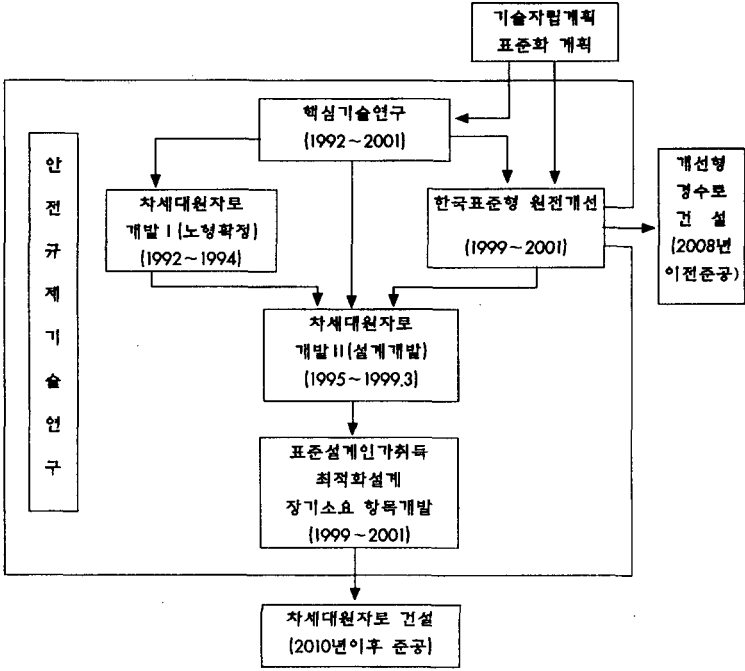 기술자립계획
표준화 계획
핵심기술연구
(1992~2001)
안
전
규
제
기
술
연
구
차세대원자로
개발 I (노형확정)
(1992~1994)
한국표준형 원전개선
(1999~2001)
개선형
경수로
건설
(2008년
이전준공)
차세대원자로
개발II(설계개발)
(1995~1999.3)
표준설계인가취득
최적화설계
장기소요 항목개발
(1999~2001)
차세대원자로 건설
(2010년이후 준공)